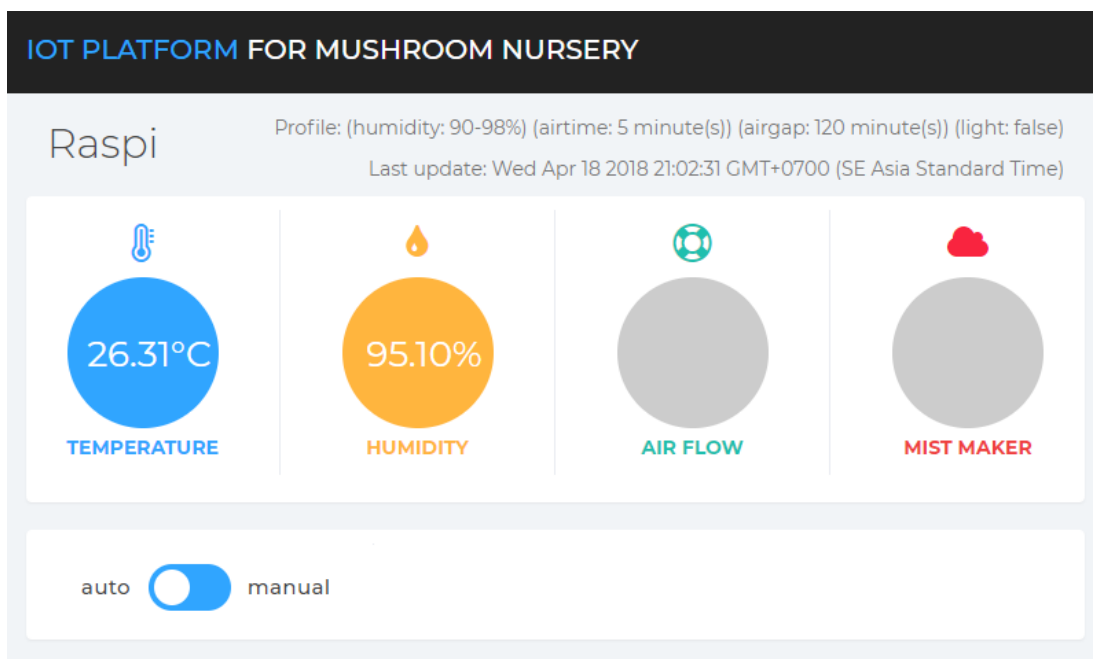 IOT PLATFORM FOR MUSHROOM NURSERY
Raspi
Profile: (humidity: 90-98%) (airtime: 5 minute(s)) (airgap: 120 minute(s)) (light: false)
Last update: Wed Apr 18 2018 21:02:31 GMT+0700 (SE Asia Standard Time)
26.31°C
95.10%
TEMPERATURE
HUMIDITY
AIR FLOW
MIST MAKER
auto
manual